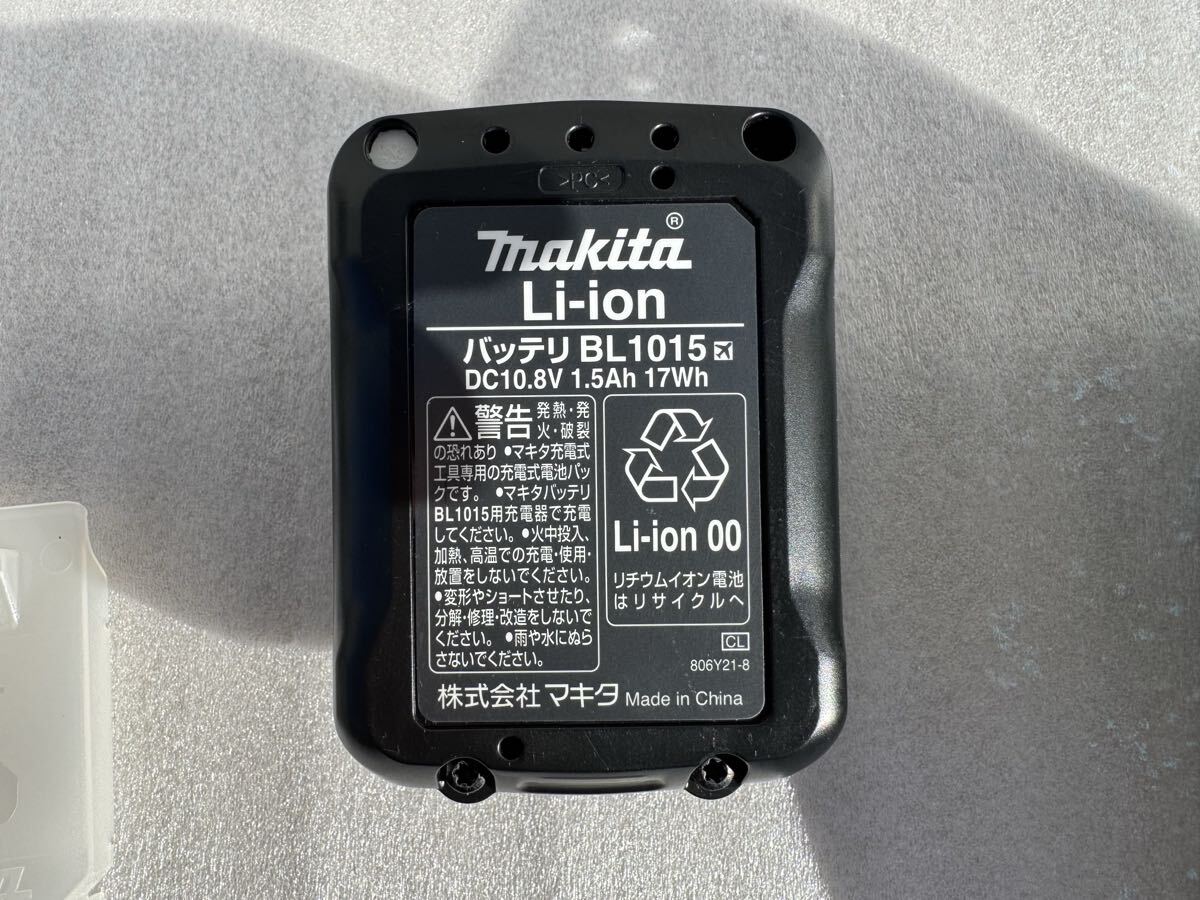 >PC<
makita®
Li-ion
バッテリ BL1015
DC10.8V 1.5Ah 17Wh
警告 発熱・発
火・破裂
の恐れあり ●マキタ充電式
工具専用の充電式電池パッ
クです。 ●マキタバッテリ
BL1015用充電器で充電
してください。●火中投入、
加熱、高温での充電・使用・
放置をしないでください。
●変形やショートさせたり、
分解・修理・改造をしないで
ください。 ●雨や水にぬら
さないでください。
Li-ion 00
リチウムイオン電池
はリサイクルへ
CL
806Y21-8
株式会社 マキタ Made in China